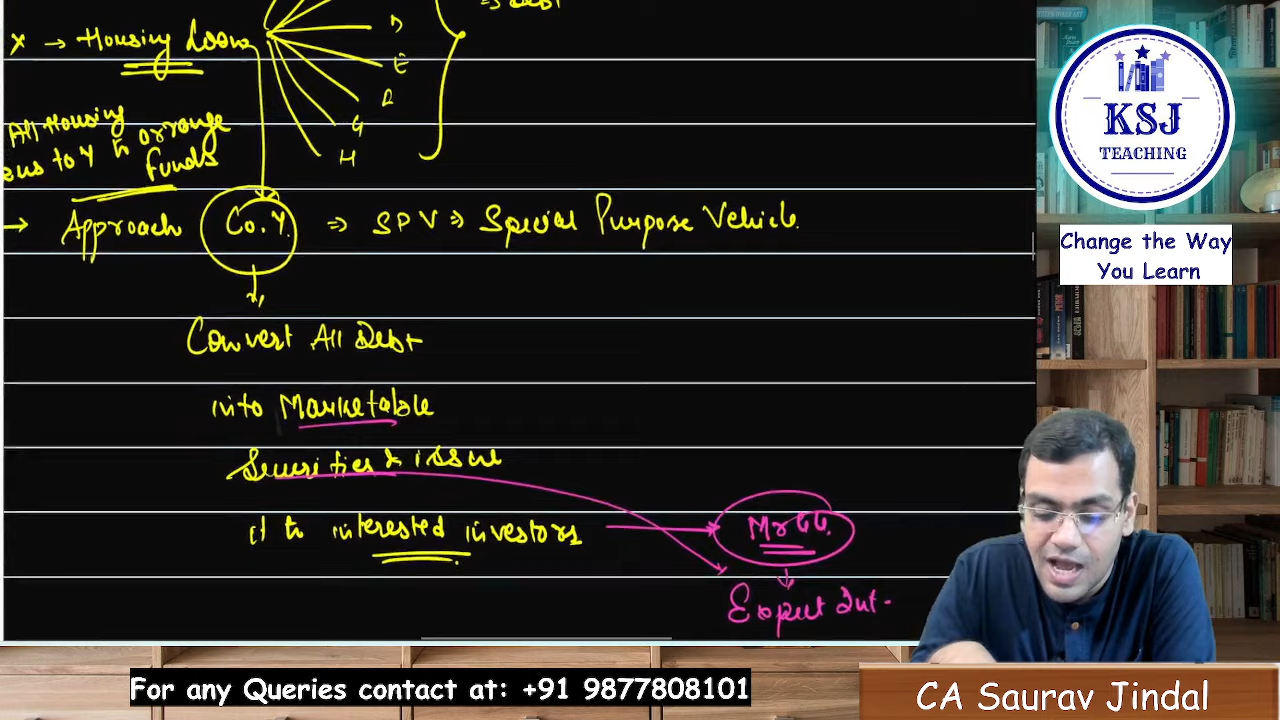 ⇒ Debt
X → Housing Loans
D
E
G
H
All Housing
to Y to arrange
funds
→ Approach Co. Y. ⇒ SPV ⇒ Special Purpose Vehicle.
Convert All Debt
into Marketable
Securities & issue
it to interested investors
Mr
Expect Int.
KSJ
TEACHING
Change the Way
You Learn
For any Queries contact at: +91 9877808101
CA Saurav Jindal